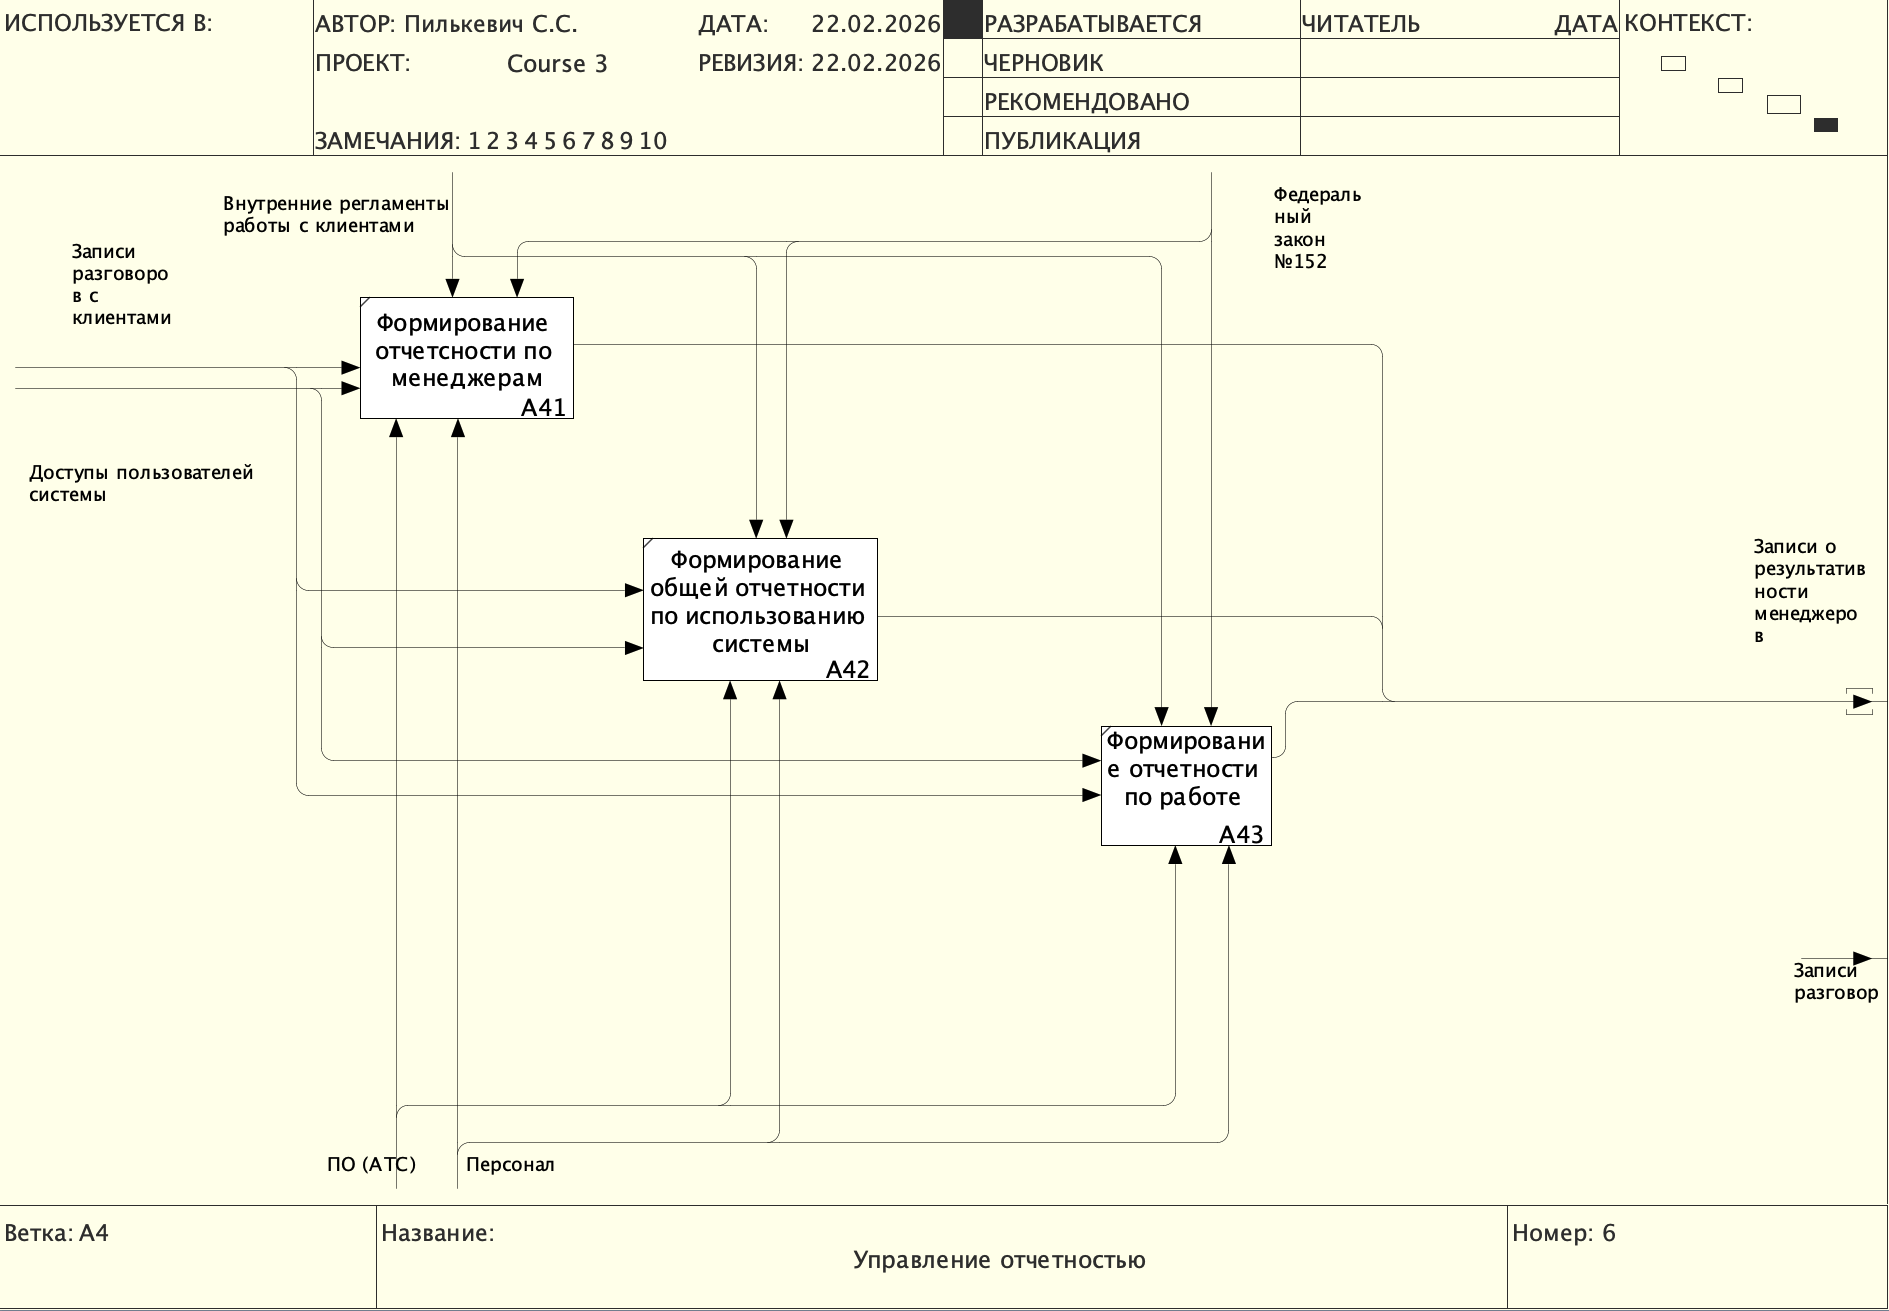 ИСПОЛЬЗУЕТСЯ В:
АВТОР: Пилькевич С.С.
ДАТА: 22.02.2026
ПРОЕКТ: Course 3
РЕВИЗИЯ: 22.02.2026
ЗАМЕЧАНИЯ: 1 2 3 4 5 6 7 8 9 10
РАЗРАБАТЫВАЕТСЯ
ЧЕРНОВИК
РЕКОМЕНДОВАНО
ПУБЛИКАЦИЯ
ЧИТАТЕЛЬ
ДАТА
КОНТЕКСТ:
Внутренние регламенты
работы с клиентами
Федераль
ный
закон
№152
Записи
разговоро
в с
клиентами
Формирование
отчетсности по
менеджерам
A41
Доступы пользователей
системы
Формирование
общей отчетности
по использованию
системы
A42
Записи о
результатив
ности
менеджеро
в
Формировани
е отчетности
по работе
A43
Записи
разговор
ПО (АТС)
Персонал
Ветка: A4
Название:
Управление отчетностью
Номер: 6